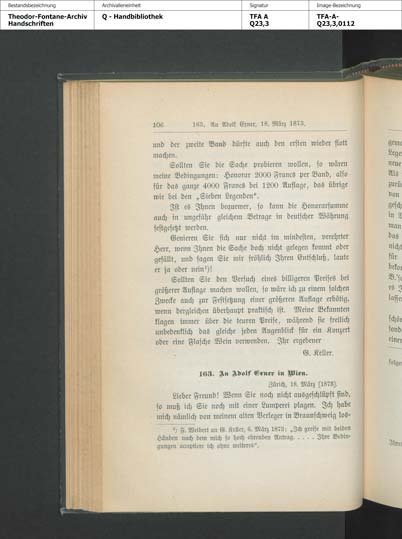 Bestandsbezeichnung
Archivalieneinheit
Signatur
Image-Bezeichnung
Theodor-Fontane-Archiv
Handschriften
Q - Handbibliothek
TFA A
Q23,3
TFA-A-
Q23,3,0112
406 163. An Adolf Exner, 18. März 1873.
und der zweite Band dürfte auch den ersten wieder flott
machen.
Sollten Sie die Sache probieren wollen, so wären
meine Bedingungen: Honorar 2000 Francs per Band, also
für das ganze 4000 Francs bei 1200 Auflage, das übrige
wie bei den „Sieben Legenden“.
Ist es Ihnen bequemer, so kann die Honorarsumme
auch in ungefähr gleichem Betrage in deutscher Währung
festgesetzt werden.
Genieren Sie sich nur nicht im mindesten, verehrter
Herr, wenn Ihnen die Sache doch nicht gelegen kommt oder
gefällt, und sagen Sie mir fröhlich Ihren Entschluß, laute
er ja oder nein¹)!
Sollten Sie den Versuch eines billigeren Preises bei
größerer Auflage machen wollen, so wäre ich zu einem solchen
Zwecke auch zur Festsetzung einer größeren Auflage erbötig,
wenn dergleichen überhaupt praktisch ist. Meine Bekannten
klagen immer über die teuren Preise, während sie freilich
unbedenklich das gleiche jeden Augenblick für ein Konzert
oder eine Flasche Wein verwenden. Ihr ergebener
G. Keller.
163. An Adolf Exner in Wien.
Zürich, 18. März [1873].
Lieber Freund! Wenn Sie noch nicht ausgeschlüpft sind,
so muß ich Sie noch mit einer Lumperei plagen. Ich habe
mich nämlich von meinem alten Verleger in Braunschweig los-
¹) F. Weibert an G. Keller, 6. März 1873: „Ich greife mit beiden
Händen nach dem mich so hoch ehrenden Antrag. . . . . Ihre Bedin-
gungen acceptiere ich ohne weiteres“.